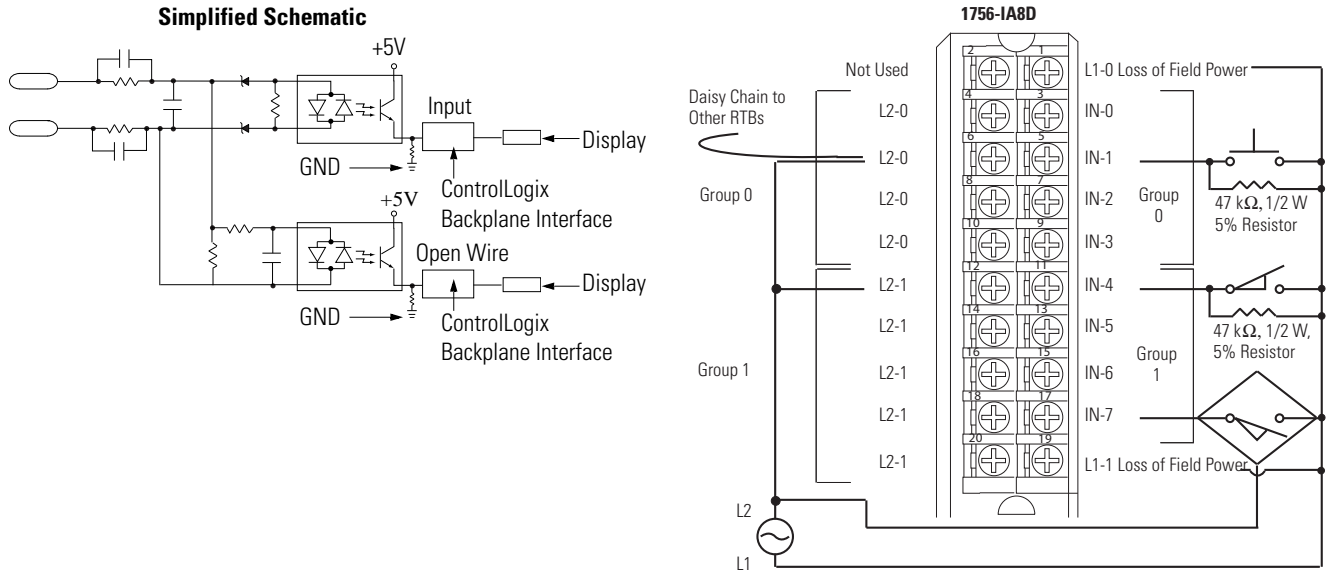 Simplified Schematic
+5V
Input
Display
GND
ControlLogix
Backplane Interface
+5V
Open Wire
Display
GND
ControlLogix
Backplane Interface
1756-IA8D
Not Used
2
1
L1-0 Loss of Field Power
Daisy Chain to
Other RTBs
L2-0
4
3
IN-0
L2-0
6
5
IN-1
Group 0
L2-0
8
7
IN-2
Group
0
47 kΩ, 1/2 W
5% Resistor
L2-0
10
9
IN-3
L2-1
12
11
IN-4
L2-1
14
13
IN-5
47 kΩ, 1/2 W,
5% Resistor
Group 1
L2-1
16
15
IN-6
Group
1
L2-1
18
17
IN-7
L2-1
20
19
L1-1 Loss of Field Power
L2
L1